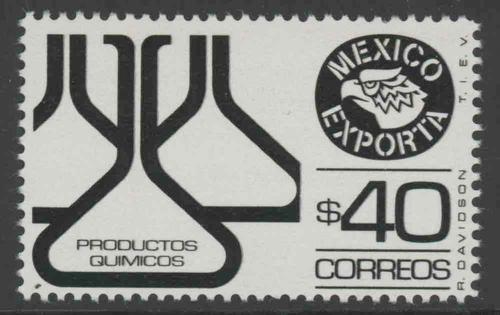 MEXICO
EXPORTA
$40
CORREOS
PRODUCTOS
QUIMICOS
R. DAVIDSON T. I. E. V.